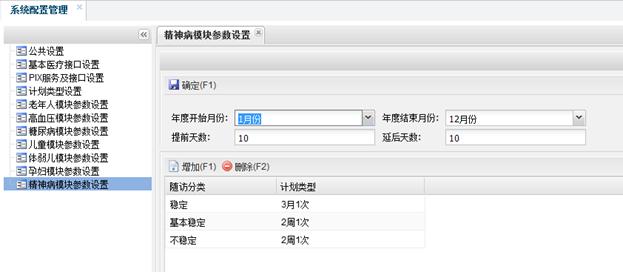 系统配置管理
公共设置
基本医疗接口设置
PIX服务及接口设置
计划类型设置
老年人模块参数设置
高血压模块参数设置
糖尿病模块参数设置
儿童模块参数设置
体弱儿模块参数设置
孕妇模块参数设置
精神病模块参数设置
精神病模块参数设置
确定(F1)
年度开始月份: 1月份 年度结束月份: 12月份
提前天数: 10 延后天数: 10
增加(F1) 删除(F2)
随访分类 计划类型
稳定 3月1次
基本稳定 2周1次
不稳定 2周1次